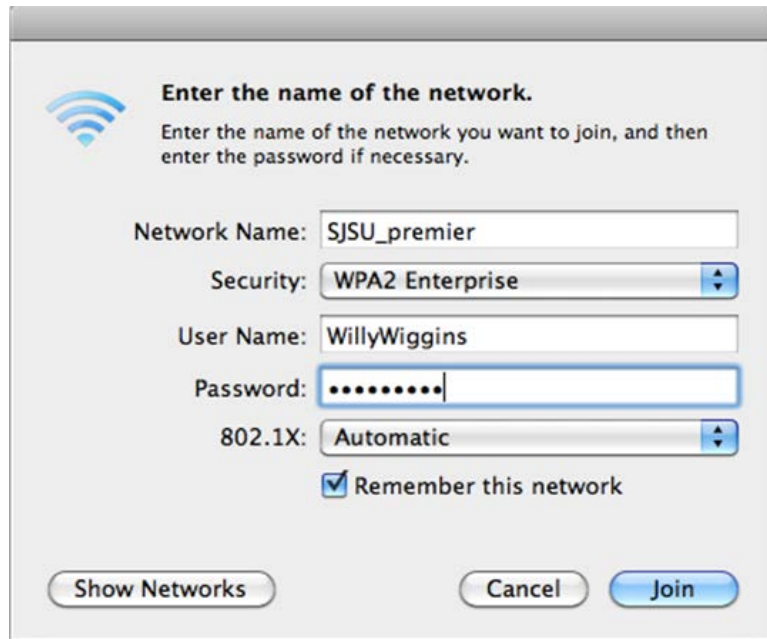 Enter the name of the network.
Enter the name of the network you want to join, and then
enter the password if necessary.
Network Name: SJSU_premier
Security: WPA2 Enterprise
User Name: WillyWiggins
Password: •••••••••
802.1X: Automatic
Remember this network
Show Networks Cancel Join